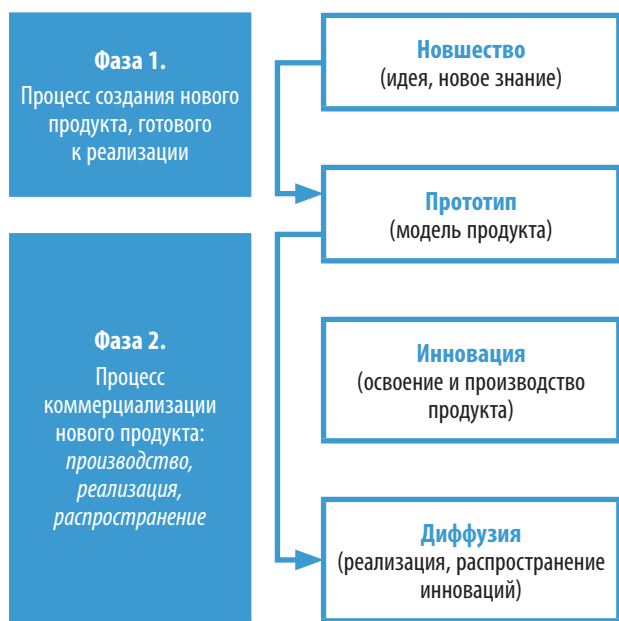 Фаза 1.
Процесс создания нового
продукта, готового
к реализации
Новшество
(идея, новое знание)
Прототип
(модель продукта)
Фаза 2.
Процесс
коммерциализации
нового продукта:
производство,
реализация,
распространение
Инновация
(освоение и производство
продукта)
Диффузия
(реализация, распространение
инноваций)